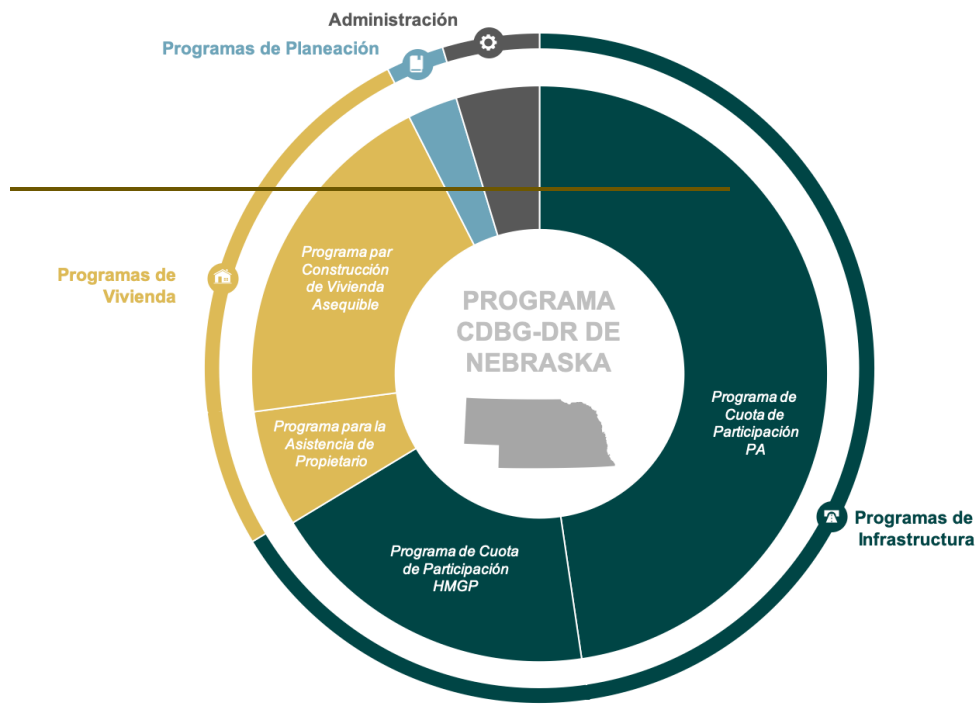 Administración
Programas de Planeación
Programas de
Vivienda
Programa par
Construcción
de Vivienda
Asequible
Programa para la
Asistencia de
Propietario
PROGRAMA
CDBG-DR DE
NEBRASKA
Programa de
Cuota de
Participación
PA
Programa de Cuota
de Participación
HMGP
Programas de
Infrastructura